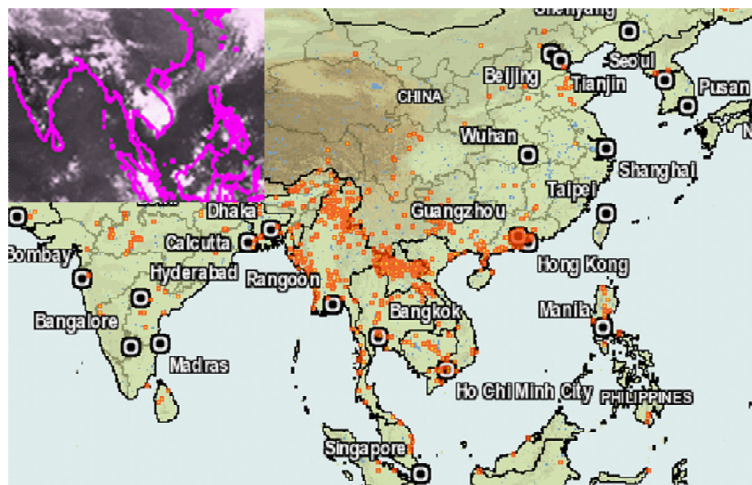 Shenyang
Beijing
Seoul
Tianjin
Pusan
CHINA
Wuhan
Shanghai
Taipei
Dhaka
Guangzhou
Calcutta
Hong Kong
Bombay
Hyderabad
Rangoon
Bangalore
Bangkok
Manila
Madras
Ho Chi Minh City
PHILIPPINES
Singapore